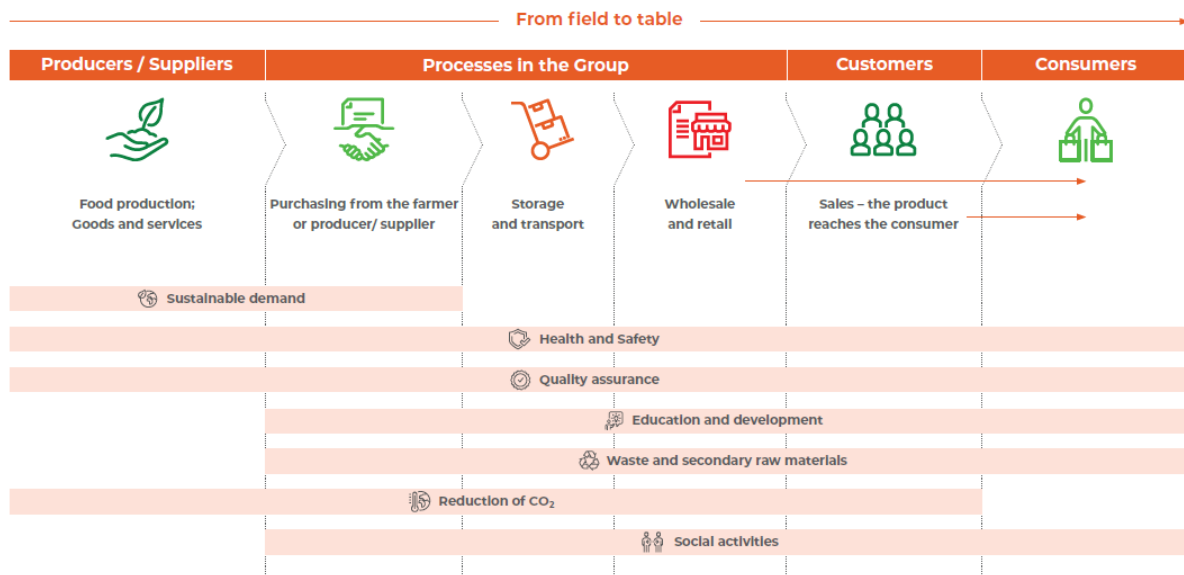 From field to table
Producers / Suppliers
Processes in the Group
Customers
Consumers
Food production;
Goods and services
Purchasing from the farmer
or producer/ supplier
Storage
and transport
Wholesale
and retail
Sales – the product
reaches the consumer
Sustainable demand
Health and Safety
Quality assurance
Education and development
Waste and secondary raw materials
Reduction of CO₂
Social activities